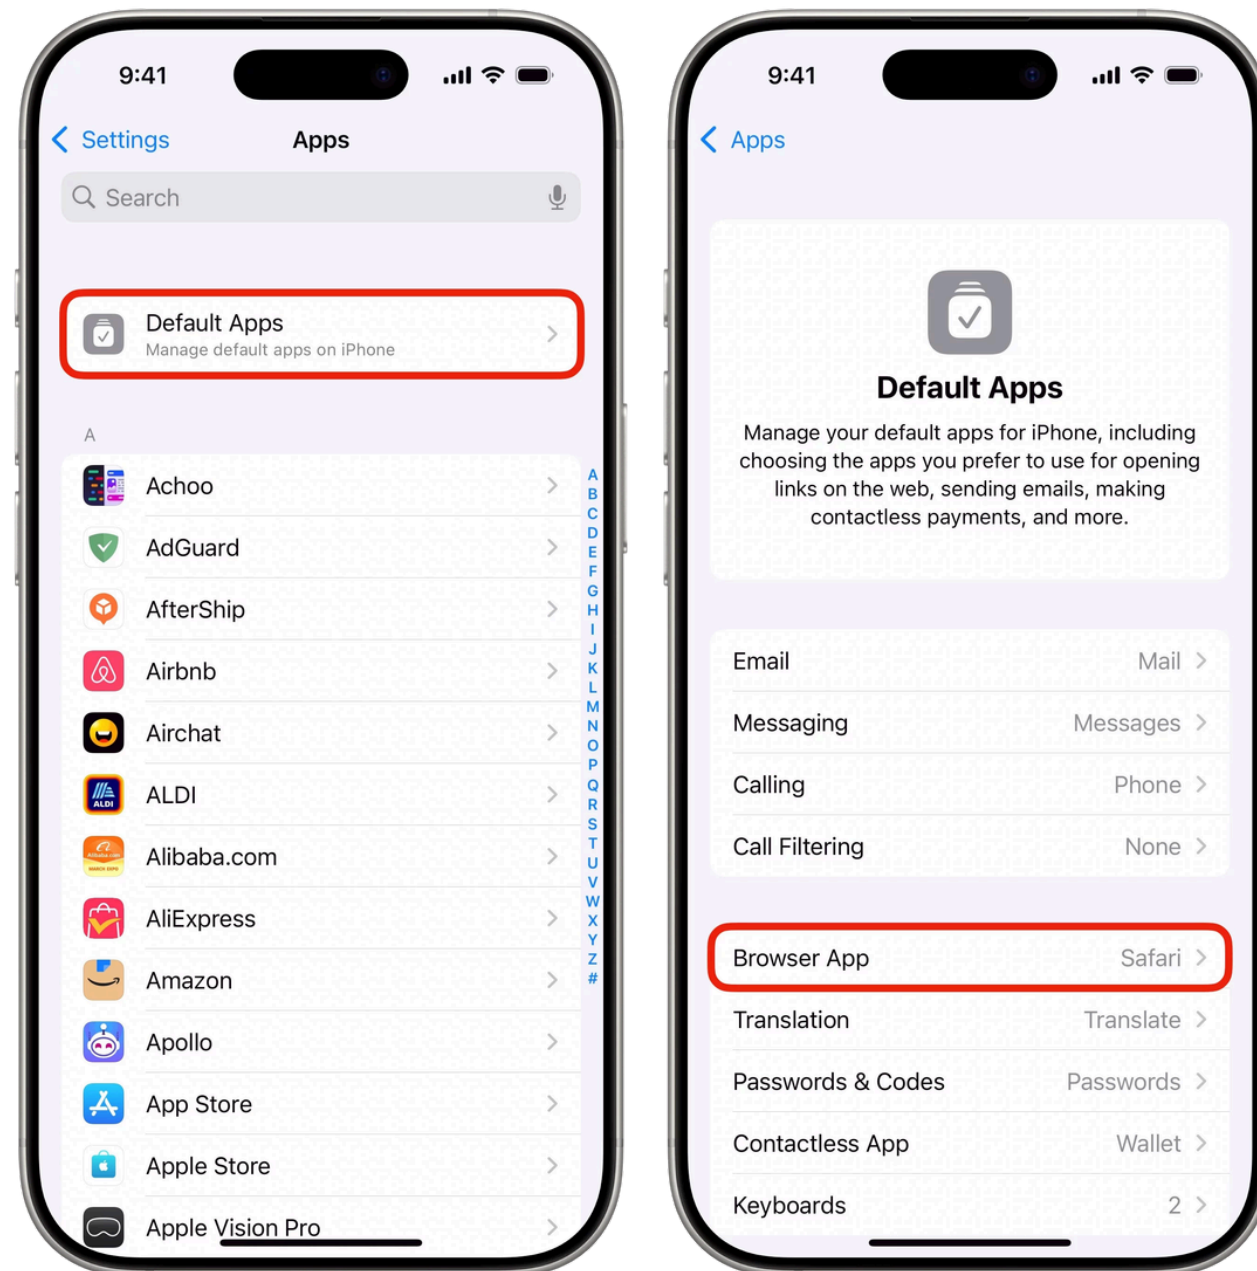 9:41
Settings
Apps
Search
Default Apps
Manage default apps on iPhone
A
Achoo
AdGuard
AfterShip
Airbnb
Airchat
ALDI
ALDI
Alibaba.com
Alibaba.com
AliExpress
Amazon
Apollo
App Store
Apple Store
Apple Vision Pro
A
B
C
D
E
F
G
H
I
J
K
L
M
N
O
P
Q
R
S
T
U
V
W
X
Y
Z
#
9:41
Apps
Default Apps
Manage your default apps for iPhone, including
choosing the apps you prefer to use for opening
links on the web, sending emails, making
contactless payments, and more.
Email Mail
Messaging Messages
Calling Phone
Call Filtering None
Browser App Safari
Translation Translate
Passwords & Codes Passwords
Contactless App Wallet
Keyboards 2